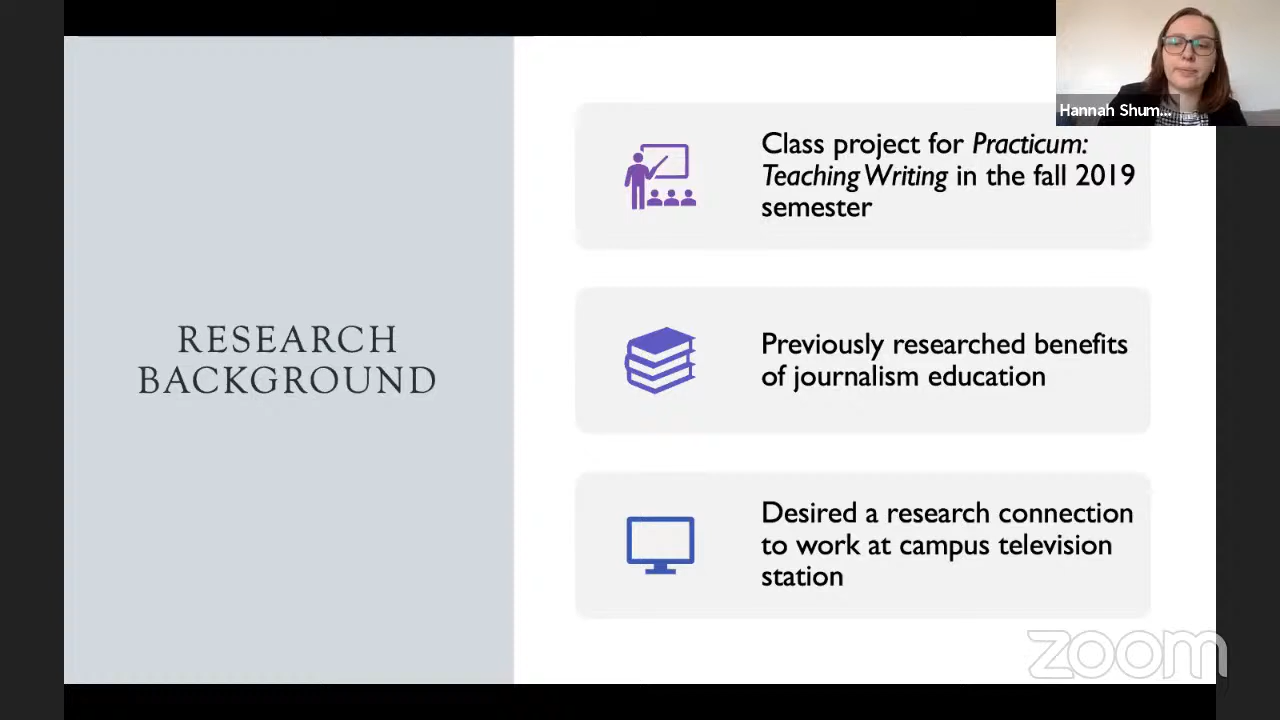 Hannah Shum...
Class project for Practicum:
Teaching Writing in the fall 2019
semester
RESEARCH
BACKGROUND
Previously researched benefits
of journalism education
Desired a research connection
to work at campus television
station
zoom